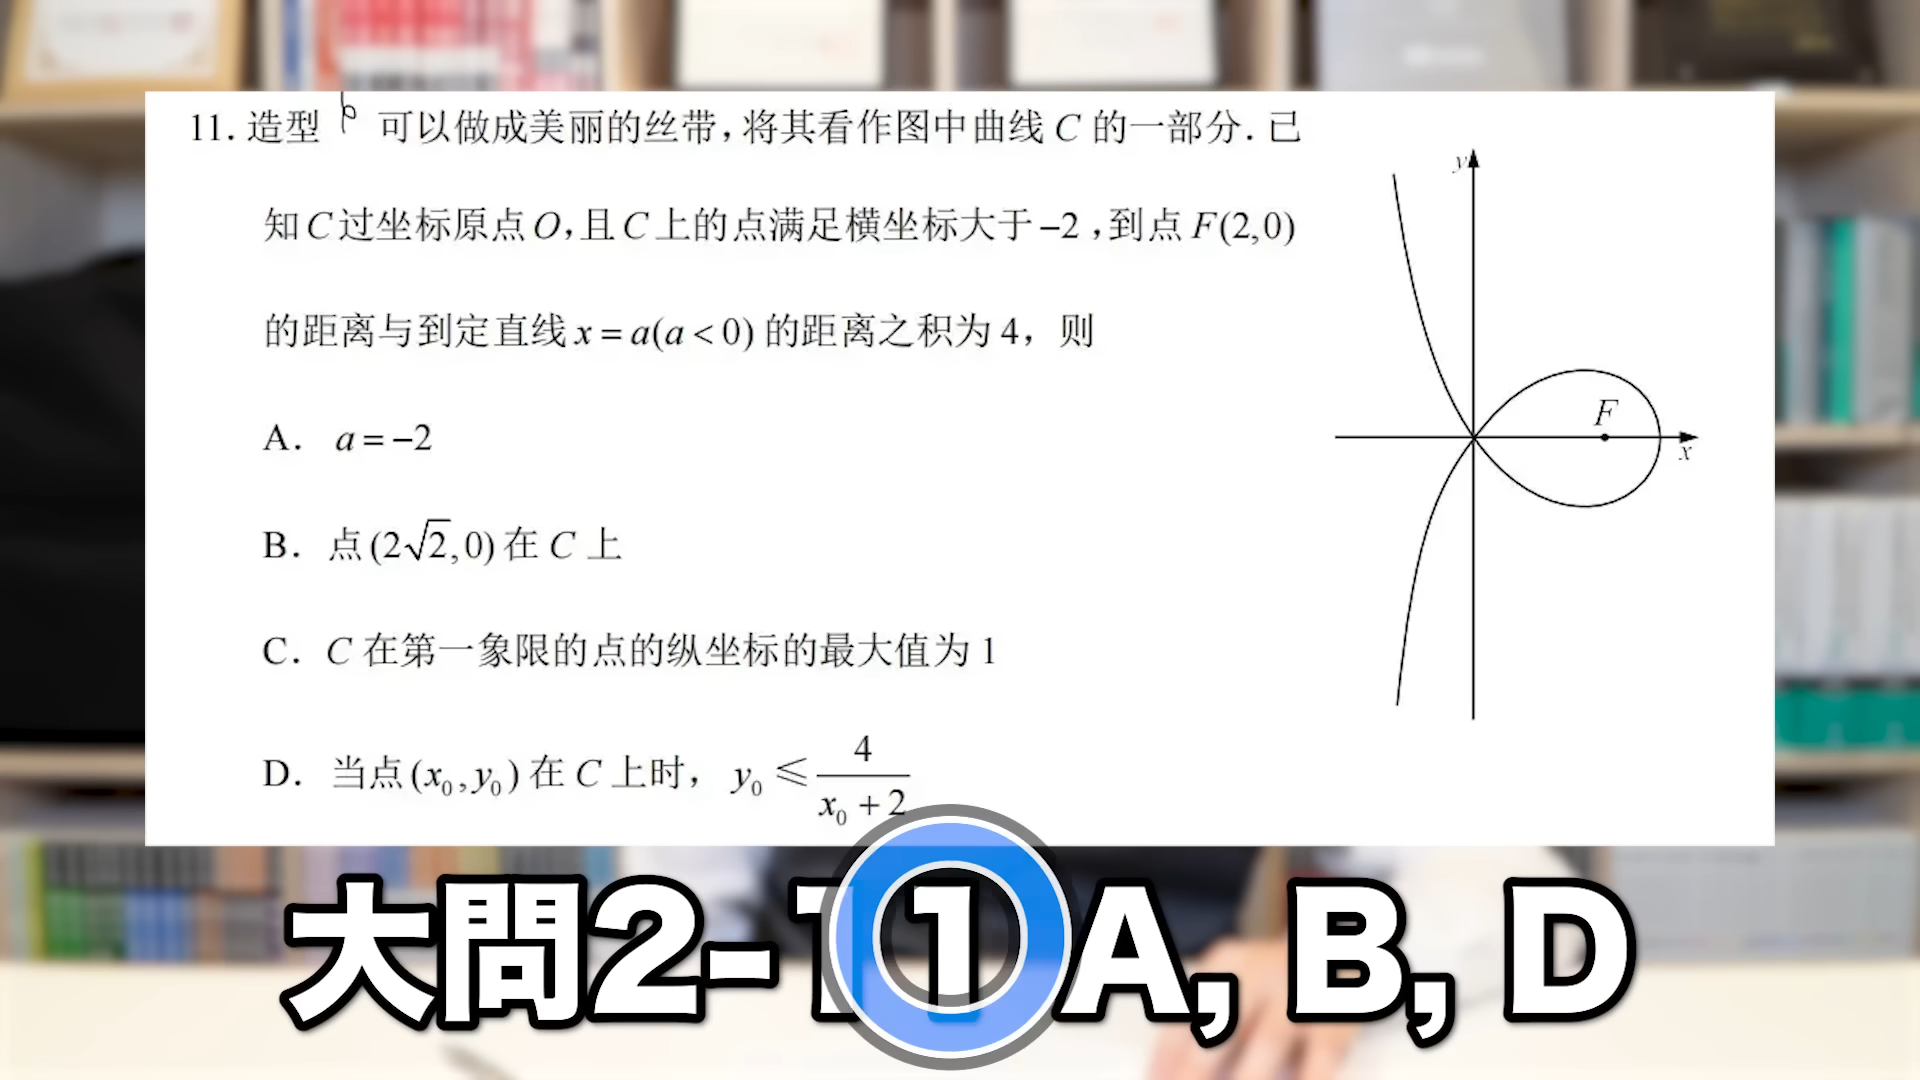 11. 造型 可以做成美丽的丝带, 将其看作图中曲线 C 的一部分. 已
知 C 过坐标原点 O, 且 C 上的点满足横坐标大于 −2 , 到点 F(2,0)
的距离与到定直线 x = a(a < 0) 的距离之积为 4，则
A. a = −2
B. 点 (2√2,0) 在 C 上
C. C 在第一象限的点的纵坐标的最大值为 1
D. 当点 (x₀, y₀) 在 C 上时， y₀ ≤ 4/(x₀ + 2)
y
F
x
大問2-11 A, B, D